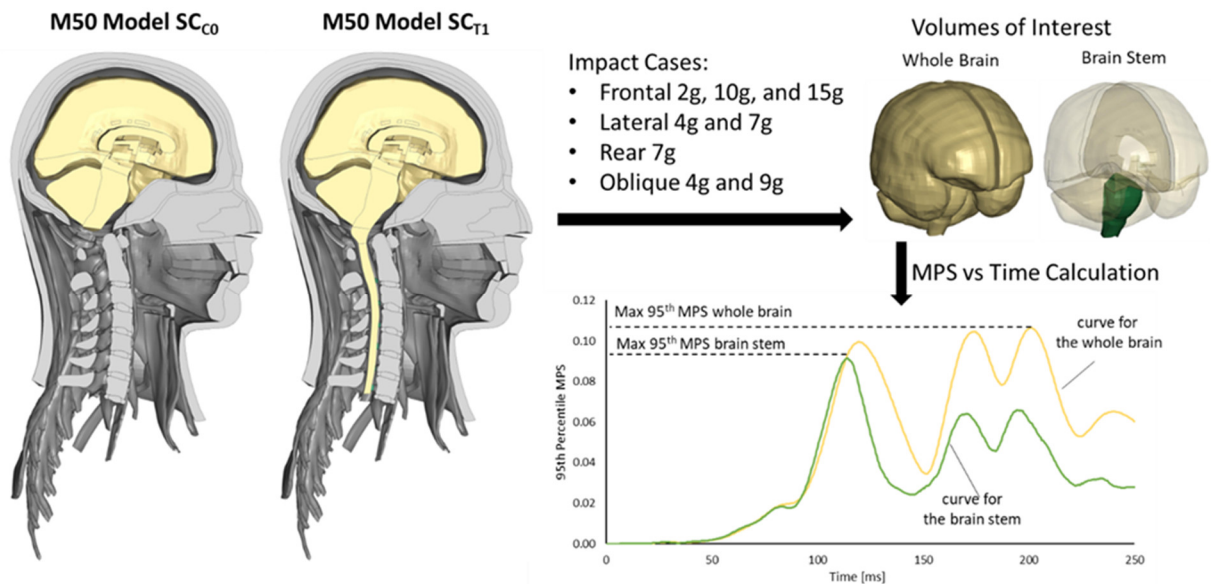 M50 Model SC_C0
M50 Model SC_T1
Impact Cases:
• Frontal 2g, 10g, and 15g
• Lateral 4g and 7g
• Rear 7g
• Oblique 4g and 9g
Volumes of Interest
Whole Brain
Brain Stem
MPS vs Time Calculation
0.12
0.10
0.08
0.06
0.04
0.02
0.00
95th Percentile MPS
Max 95th MPS whole brain
Max 95th MPS brain stem
curve for
the whole brain
curve for
the brain stem
0
50
100
150
200
250
Time [ms]